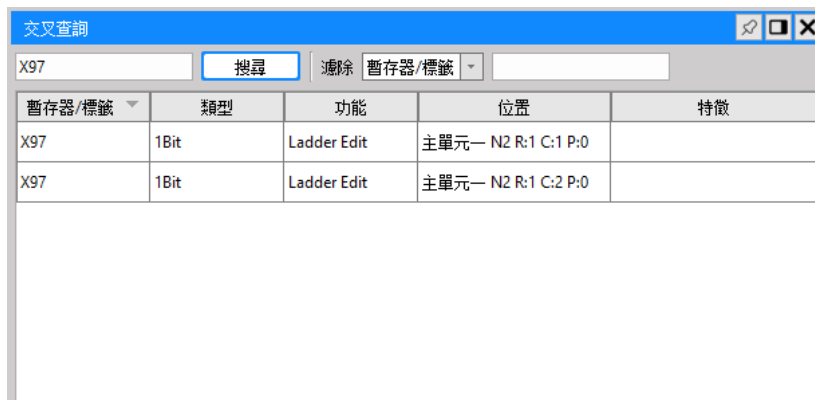 交叉查詢
X97 搜尋 濾除 暫存器/標籤
暫存器/標籤 類型 功能 位置 特徵
X97 1Bit Ladder Edit 主單元一 N2 R:1 C:1 P:0
X97 1Bit Ladder Edit 主單元一 N2 R:1 C:2 P:0